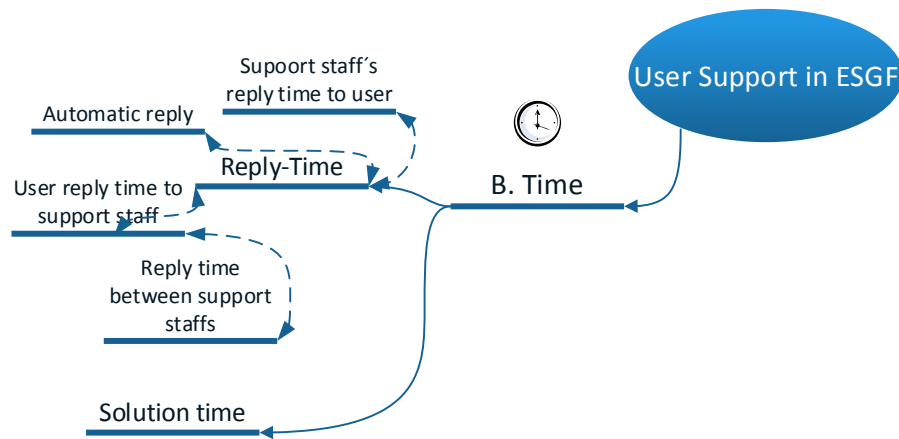 User Support in ESGF
B. Time
Supoort staff´s
reply time to user
Automatic reply
Reply-Time
User reply time to
support staff
Reply time
between support
staffs
Solution time